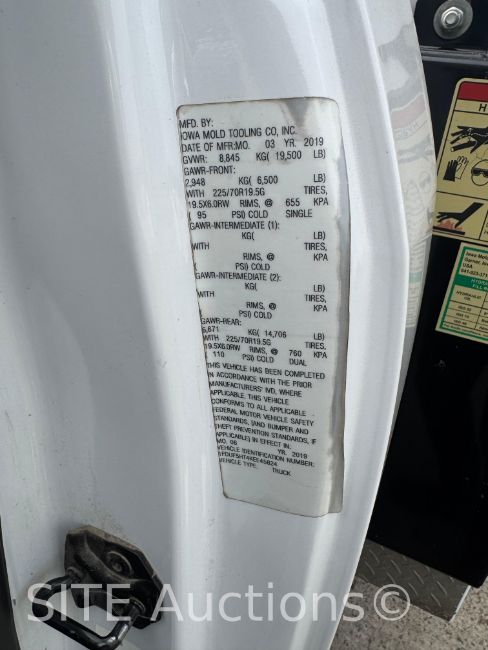 MFD. BY:
IOWA MOLD TOOLING CO, INC.
DATE OF MFR:MO. 03 YR. 2019
GVWR: 8,845 KG( 19,500 LB)
GAWR-FRONT:
2,948 KG( 6,500 LB)
WITH 225/70R19.5G TIRES,
19.5X6.0RW RIMS, @ 655 KPA
( 95 PSI) COLD SINGLE
GAWR-INTERMEDIATE (1):
KG( LB)
WITH TIRES,
RIMS, @ KPA
PSI) COLD
GAWR-INTERMEDIATE (2):
KG( LB)
WITH TIRES,
RIMS, @ KPA
PSI) COLD
GAWR-REAR:
6,671 KG( 14,706 LB)
WITH 225/70R19.5G TIRES,
19.5X6.0RW RIMS, @ 760 KPA
110 PSI) COLD DUAL
THIS VEHICLE HAS BEEN COMPLETED
IN ACCORDANCE WITH THE PRIOR
MANUFACTURERS' IVD, WHERE
APPLICABLE, THIS VEHICLE
CONFORMS TO ALL APPLICABLE
FEDERAL MOTOR VEHICLE SAFETY
STANDARDS, [AND BUMPER AND
THEFT PREVENTION STANDARDS, IF
APPLICABLE] IN EFFECT IN:
MO. 06 YR. 2019
VEHICLE IDENTIFICATION NUMBER:
VEHICLE TYPE: TRUCK
H
Iowa Mold
Garner,
USA
HYDRAULIC
SITE Auctions©